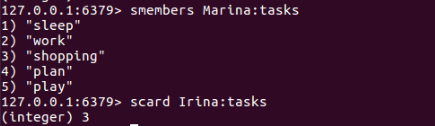 127.0.0.1:6379> smembers Marina:tasks
1) "sleep"
2) "work"
3) "shopping"
4) "plan"
5) "play"
127.0.0.1:6379> scard Irina:tasks
(integer) 3